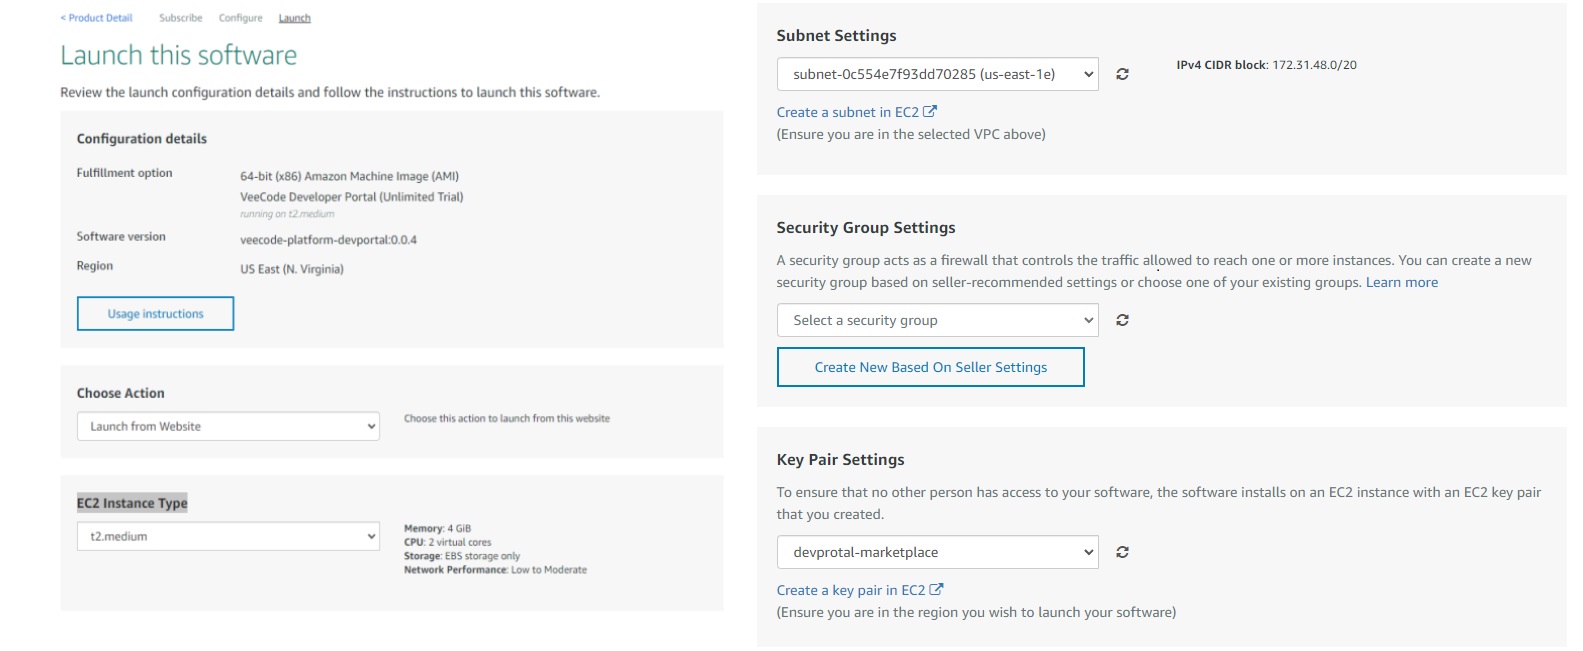 < Product Detail Subscribe Configure Launch
Launch this software
Review the launch configuration details and follow the instructions to launch this software.
Configuration details
Fulfillment option 64-bit (x86) Amazon Machine Image (AMI)
VeeCode Developer Portal (Unlimited Trial)
running on t2.medium
Software version veecode-platform-devportal:0.0.4
Region US East (N. Virginia)
Usage instructions
Choose Action
Launch from Website Choose this action to launch from this website
EC2 Instance Type
t2.medium
Memory: 4 GiB
CPU: 2 virtual cores
Storage: EBS storage only
Network Performance: Low to Moderate
Subnet Settings
subnet-0c554e7f93dd70285 (us-east-1e) IPv4 CIDR block: 172.31.48.0/20
Create a subnet in EC2
(Ensure you are in the selected VPC above)
Security Group Settings
A security group acts as a firewall that controls the traffic allowed to reach one or more instances. You can create a new
security group based on seller-recommended settings or choose one of your existing groups. Learn more
Select a security group
Create New Based On Seller Settings
Key Pair Settings
To ensure that no other person has access to your software, the software installs on an EC2 instance with an EC2 key pair
that you created.
devprotal-marketplace
Create a key pair in EC2
(Ensure you are in the region you wish to launch your software)